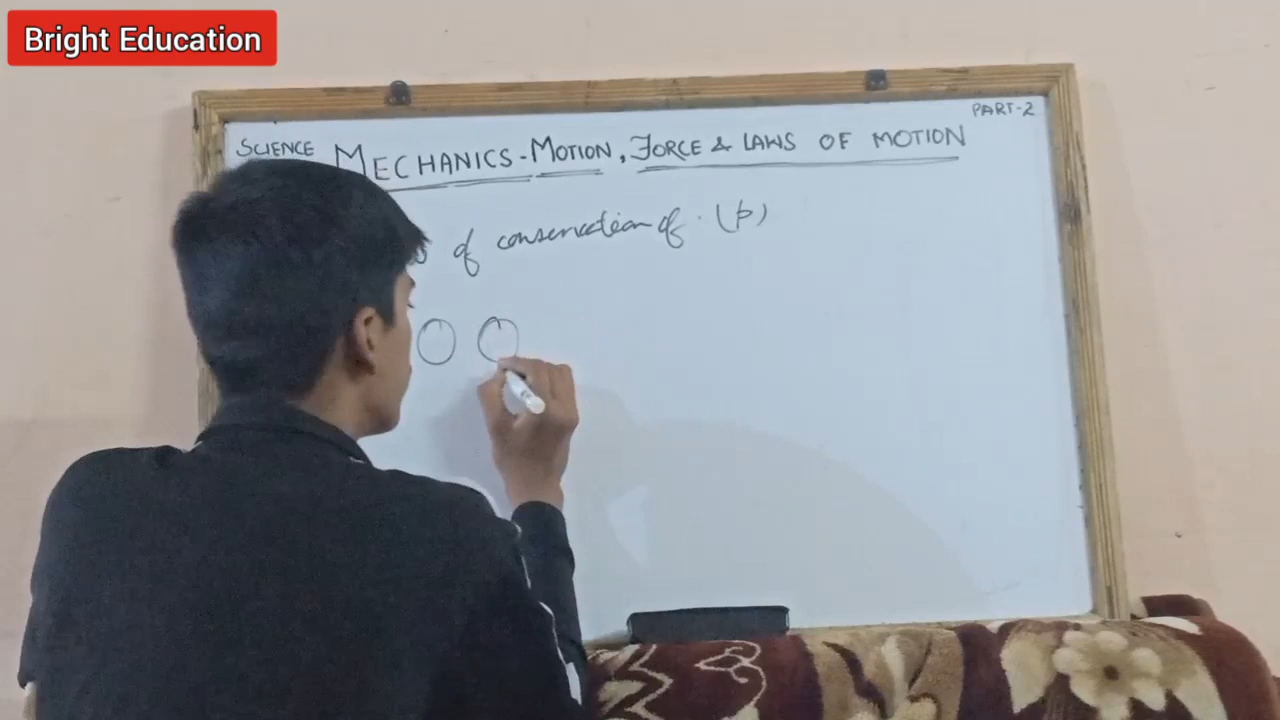 Bright Education
PART-2
SCIENCE MECHANICS-MOTION, FORCE & LAWS OF MOTION
of conservation of. (p)